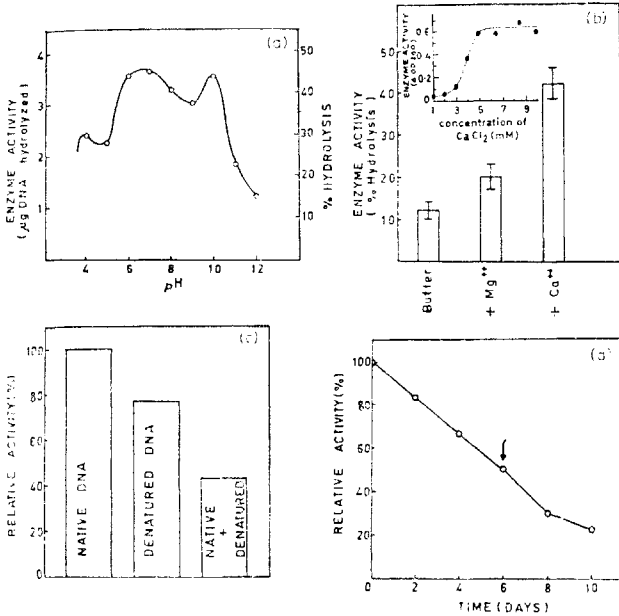 (a)
ENZYME ACTIVITY
(µg DNA hydrolyzed)
4
3
2
1
% HYDROLYSIS
50
40
30
20
10
4 6 8 10 12
pH
(b)
ENZYME ACTIVITY
(% Hydrolysis)
50
40
30
20
10
ENZYME ACTIVITY
0.6
0.4
0.2
0
1 3 5 7 9
concentration of
CaCl₂(mM)
Buffer
+ Mg⁺⁺
+ Ca⁺⁺
(c)
RELATIVE ACTIVITY(%)
100
80
60
40
20
0
NATIVE DNA
DENATURED DNA
NATIVE
+
DENATURED
RELATIVE ACTIVITY(%)
100
80
60
40
20
0 2 4 6 8 10
TIME(DAYS)